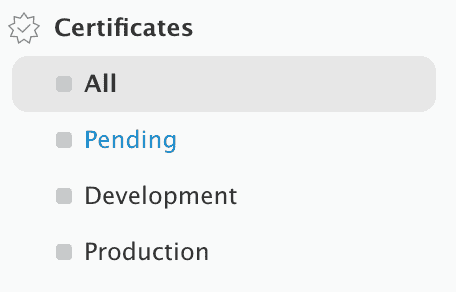 Certificates
All
Pending
Development
Production